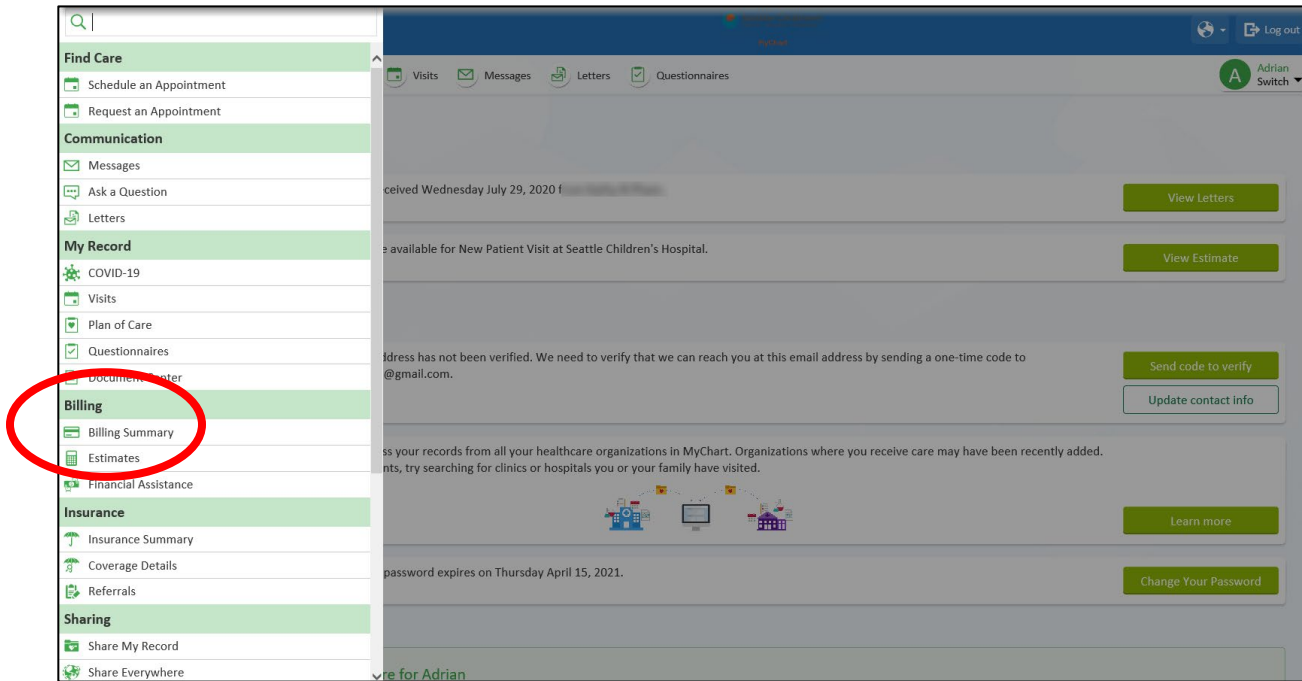 Log out
Find Care
Schedule an Appointment
Visits
Messages
Letters
Questionnaires
Adrian
Switch
A
Request an Appointment
Communication
Messages
Ask a Question
ceived Wednesday July 29, 2020
View Letters
Letters
My Record
available for New Patient Visit at Seattle Children's Hospital.
View Estimate
COVID-19
Visits
Plan of Care
Questionnaires
dress has not been verified. We need to verify that we can reach you at this email address by sending a one-time code to
@gmail.com.
Send code to verify
Document Center
Update contact info
Billing
Billing Summary
Estimates
ss your records from all your healthcare organizations in MyChart. Organizations where you receive care may have been recently added.
nts, try searching for clinics or hospitals you or your family have visited.
Financial Assistance
Insurance
Learn more
Insurance Summary
Coverage Details
password expires on Thursday April 15, 2021.
Change Your Password
Referrals
Sharing
Share My Record
Share Everywhere
re for Adrian